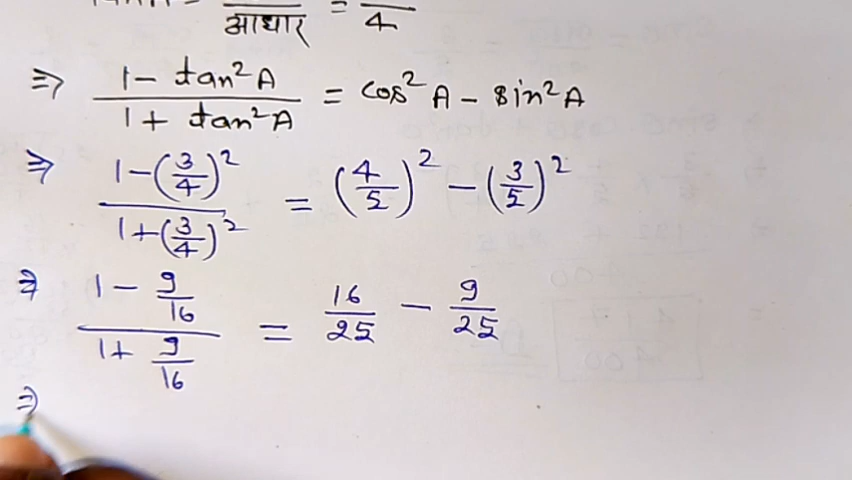 आधार = 4
⇒ (1 - tan²A)/(1 + tan²A) = cos²A - sin²A
⇒ (1-(3/4)²)/(1+(3/4)²) = (4/5)² - (3/5)²
⇒ (1 - 9/16)/(1+ 9/16) = 16/25 - 9/25
⇒